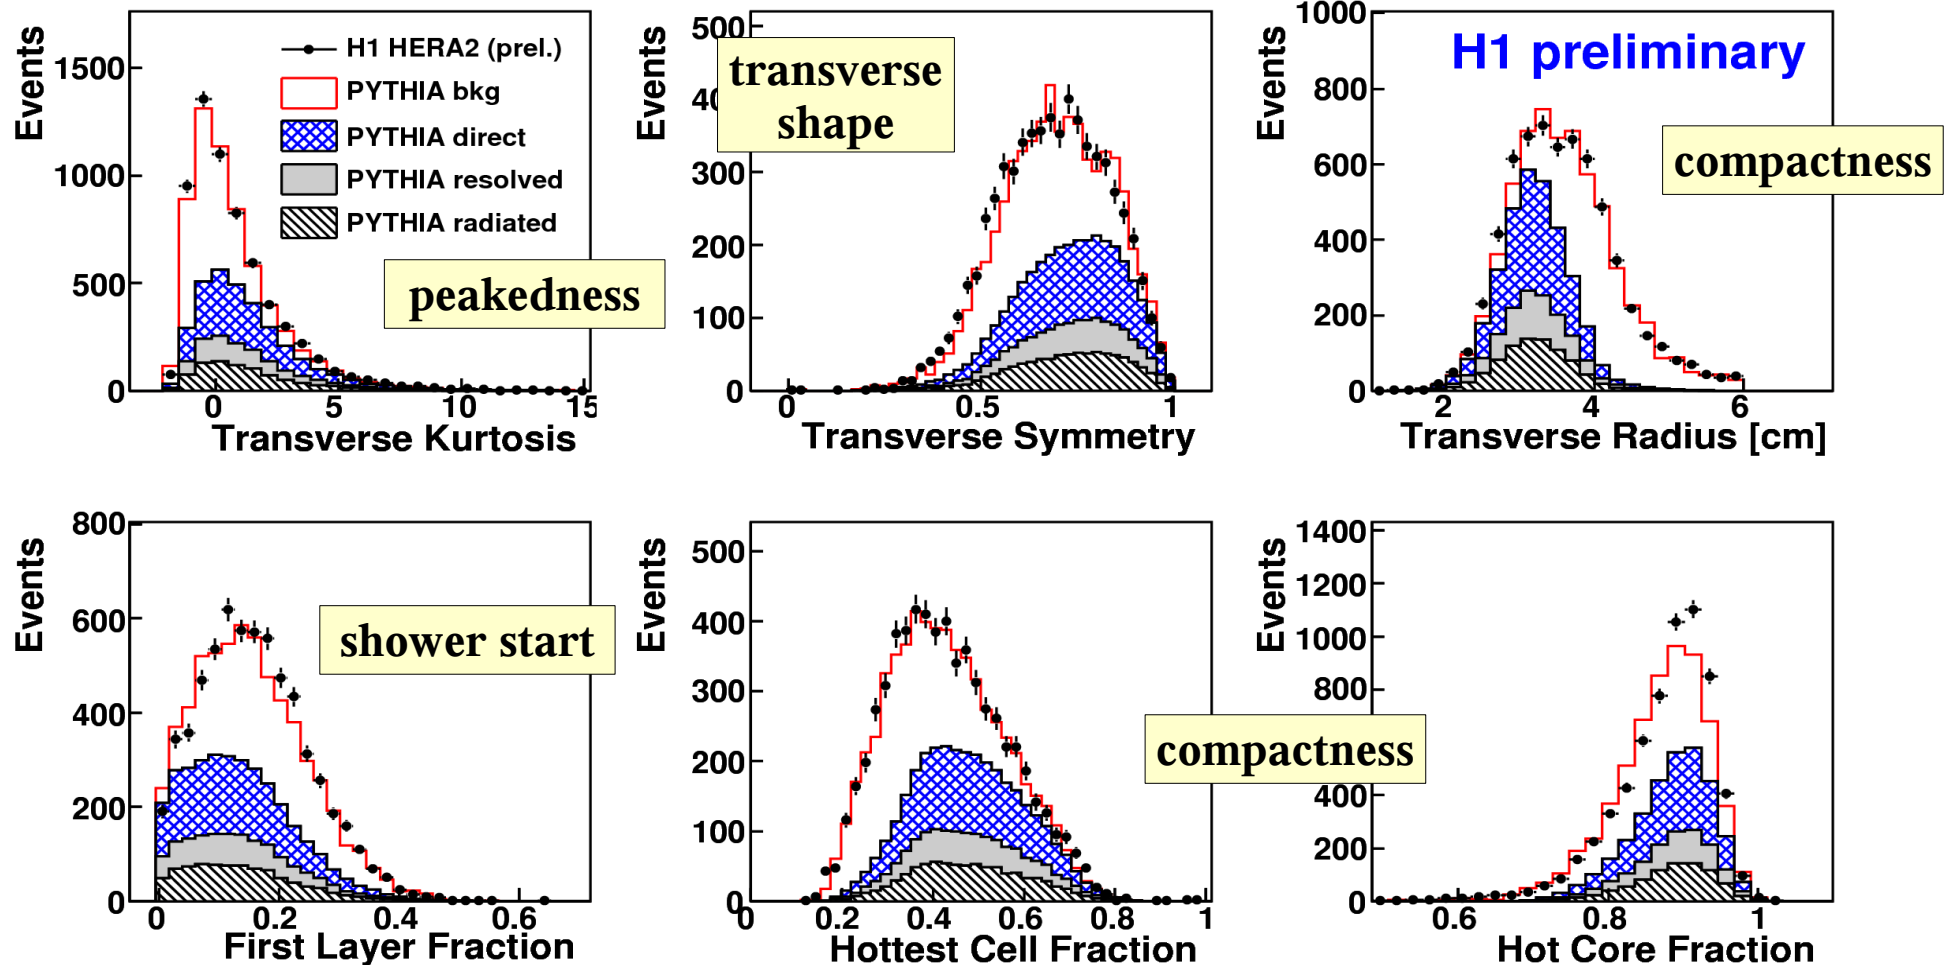 Events
1500
1000
500
0
H1 HERA2 (prel.)
PYTHIA bkg
PYTHIA direct
PYTHIA resolved
PYTHIA radiated
peakedness
0 5 10 15
Transverse Kurtosis
Events
500
300
200
100
0
transverse
shape
0 0.5 1
Transverse Symmetry
Events
1000
800
600
400
200
0
H1 preliminary
compactness
2 4 6
Transverse Radius [cm]
Events
800
600
400
200
0
shower start
0 0.2 0.4 0.6
First Layer Fraction
Events
500
400
300
200
100
0
compactness
0 0.2 0.4 0.6 0.8 1
Hottest Cell Fraction
Events
1400
1200
1000
800
400
200
0
0.6 0.8 1
Hot Core Fraction